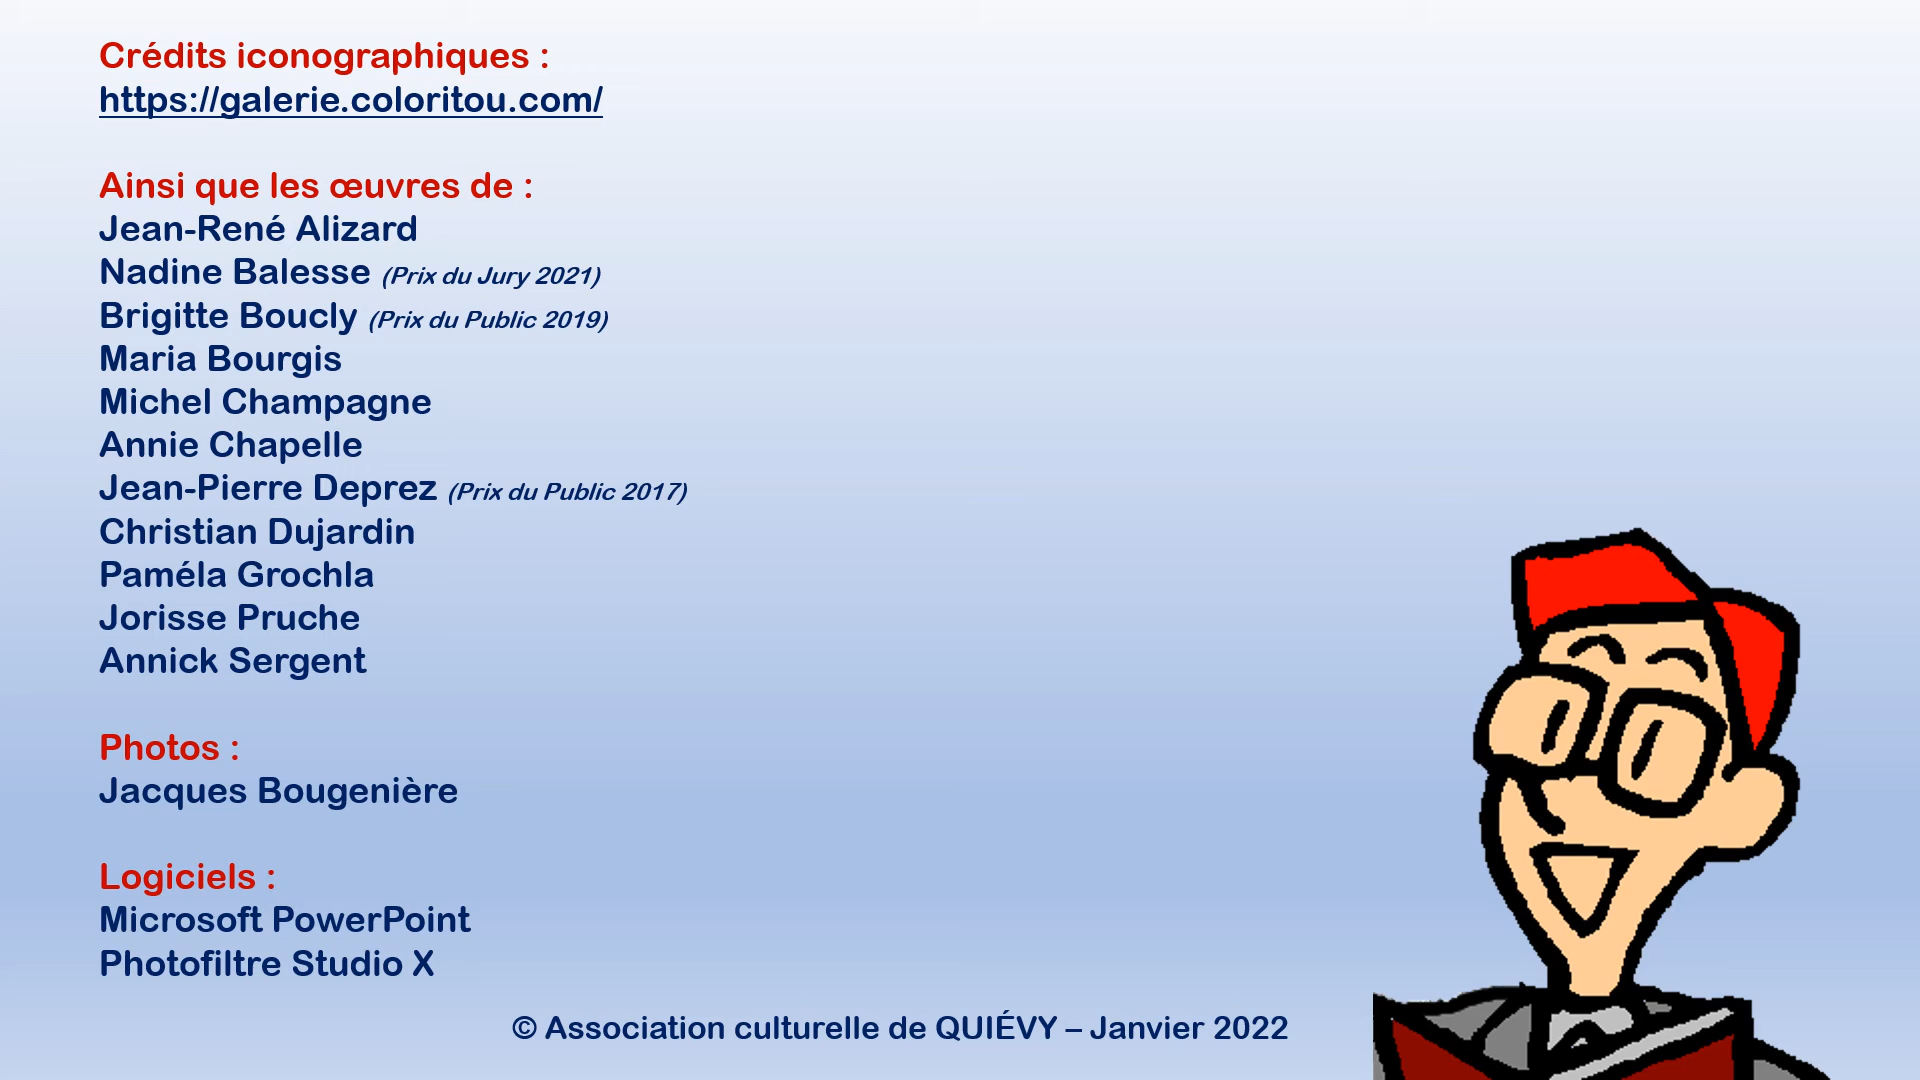 Crédits iconographiques :
https://galerie.coloritou.com/
Ainsi que les œuvres de :
Jean-René Alizard
Nadine Balesse (Prix du Jury 2021)
Brigitte Boucly (Prix du Public 2019)
Maria Bourgis
Michel Champagne
Annie Chapelle
Jean-Pierre Deprez (Prix du Public 2017)
Christian Dujardin
Paméla Grochla
Jorisse Pruche
Annick Sergent
Photos :
Jacques Bougenière
Logiciels :
Microsoft PowerPoint
Photofiltre Studio X
© Association culturelle de QUIÉVY – Janvier 2022